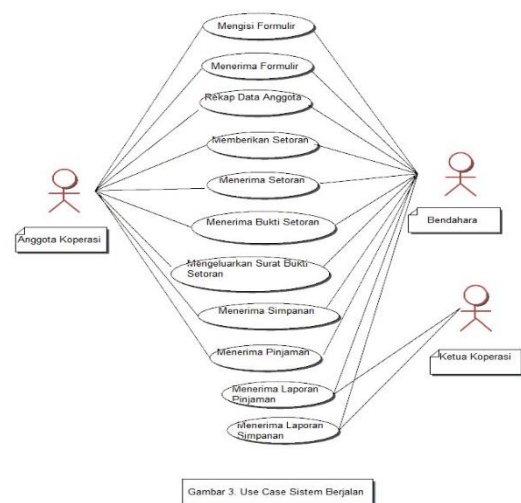 Mengisi Formulir
Menerima Formulir
Rekap Data Anggota
Memberikan Setoran
Menerima Setoran
Anggota Koperasi
Bendahara
Menerima Bukti Setoran
Mengeluarkan Surat Bukti
Setoran
Menerima Simpanan
Menerima Pinjaman
Ketua Koperasi
Menerima Laporan
Pinjaman
Menerima Laporan
Simpanan
Gambar 3. Use Case Sistem Berjalan